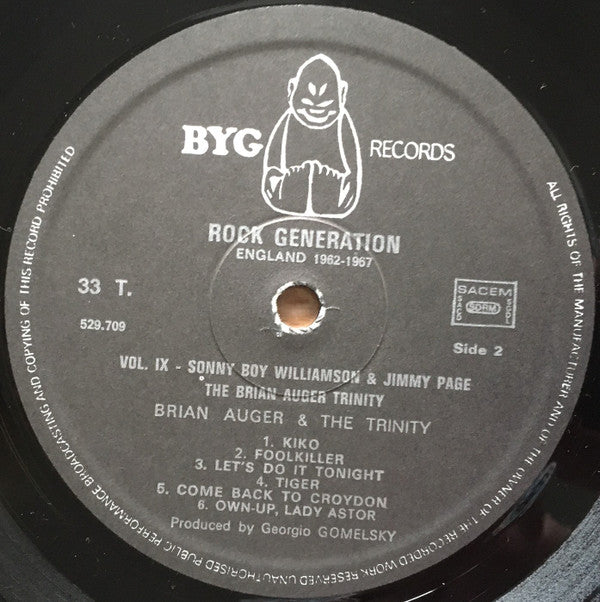 BYG RECORDS
ROCK GENERATION
ENGLAND 1962-1967
33 T.
529.709
SACEM
SACD SDRM SGDL
Side 2
VOL. IX - SONNY BOY WILLIAMSON & JIMMY PAGE
THE BRIAN AUGER TRINITY
BRIAN AUGER & THE TRINITY
1. KIKO
2. FOOLKILLER
3. LET'S DO IT TONIGHT
4. TIGER
5. COME BACK TO CROYDON
6. OWN-UP, LADY ASTOR
Produced by Georgio GOMELSKY
ALL RIGHTS OF THE MANUFACTURER AND OF THE OWNER OF THE RECORDED WORK RESERVED UNAUTHORISED PUBLIC PERFORMANCE BROADCASTING AND COPYING OF THIS RECORD PROHIBITED